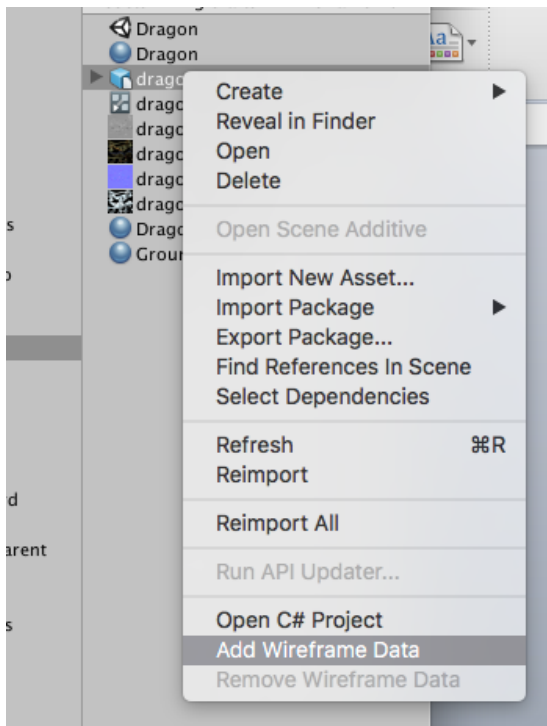 Dragon
Dragon
Create
Reveal in Finder
Open
Delete
Open Scene Additive
Import New Asset...
Import Package
Export Package...
Find References In Scene
Select Dependencies
Refresh ⌘R
Reimport
Reimport All
Run API Updater...
Open C# Project
Add Wireframe Data
Remove Wireframe Data